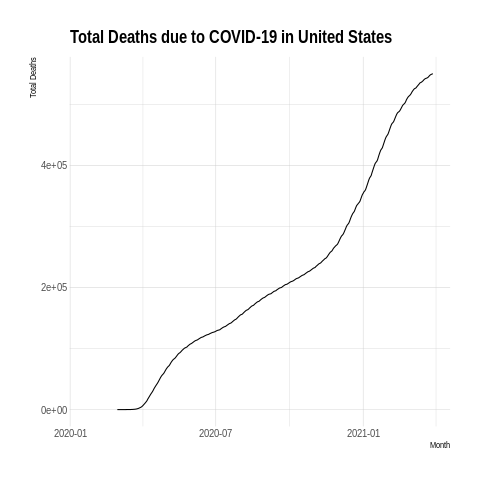 Total Deaths due to COVID-19 in United States
Total Deaths
4e+05
2e+05
0e+00
2020-01
2020-07
2021-01
Month